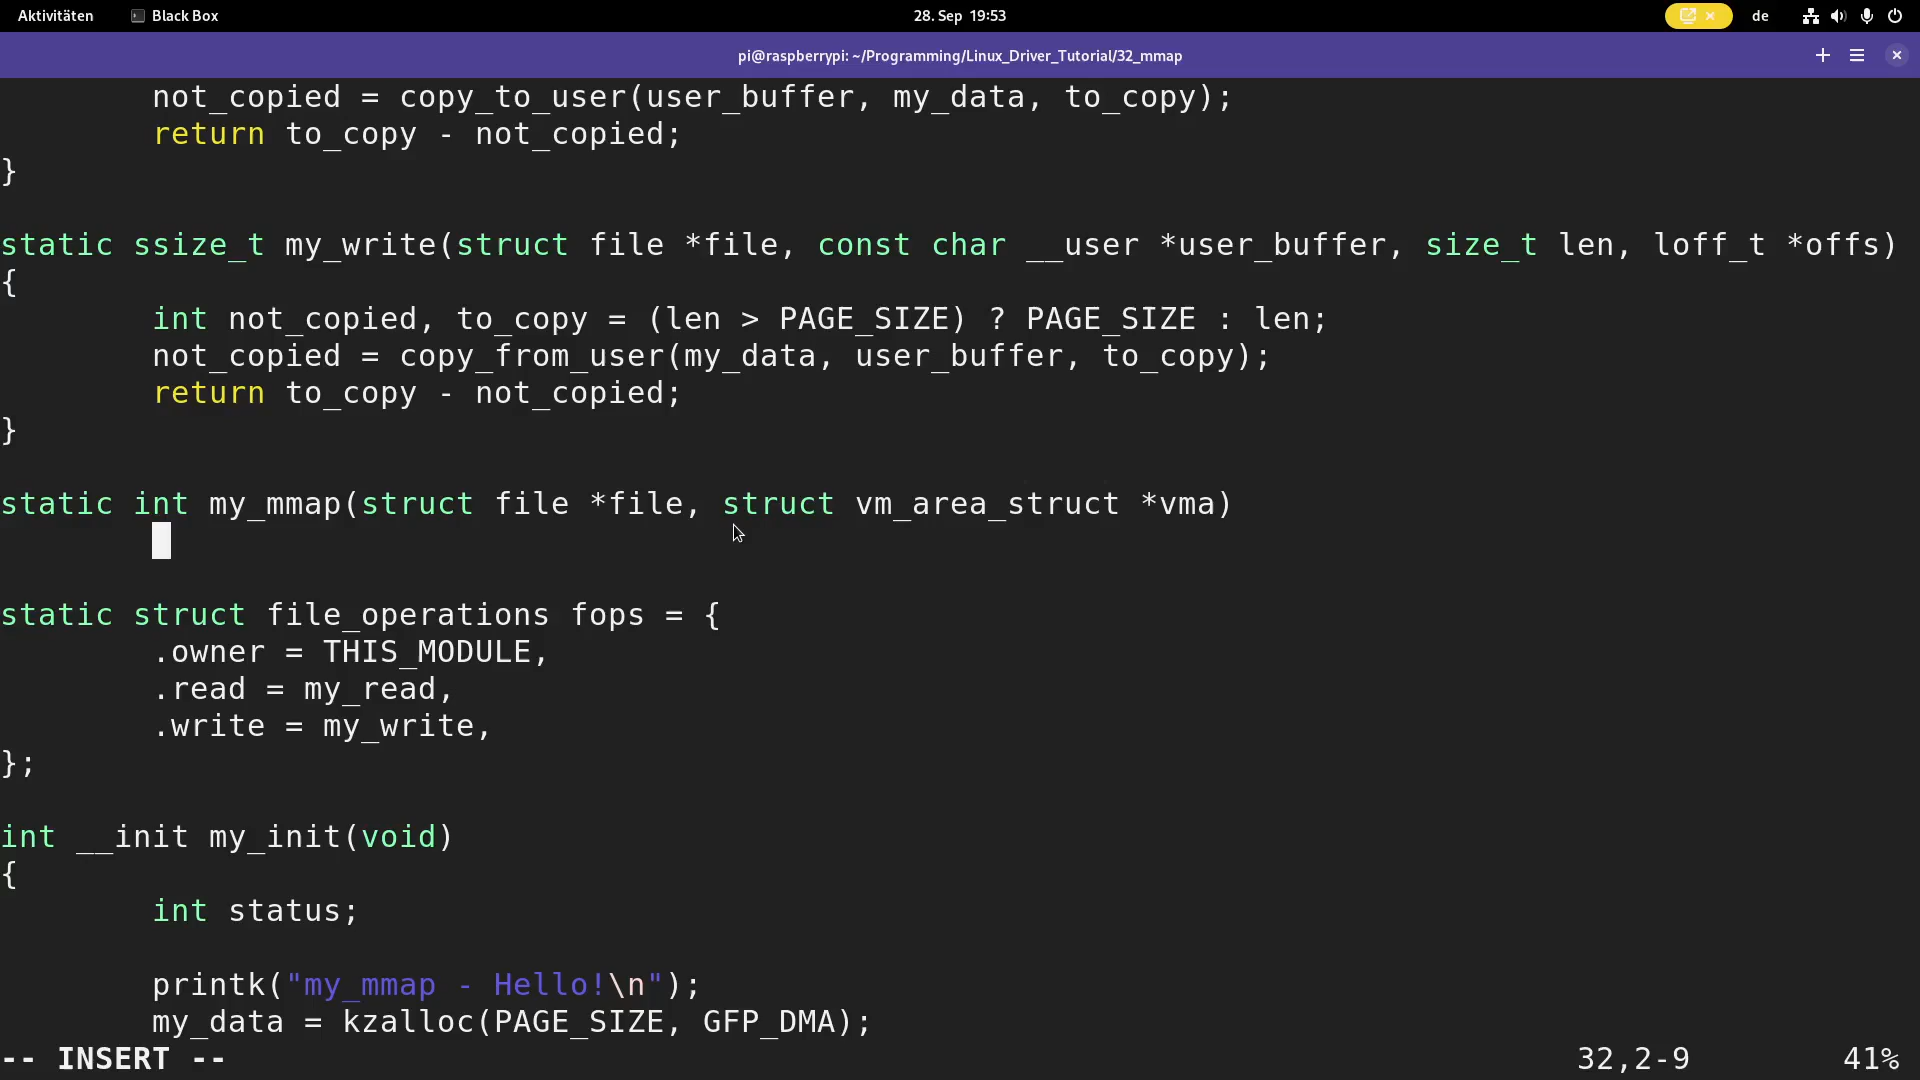 Aktivitäten Black Box 28. Sep 19:53 de
pi@raspberrypi: ~/Programming/Linux_Driver_Tutorial/32_mmap
not_copied = copy_to_user(user_buffer, my_data, to_copy);
return to_copy - not_copied;
}
static ssize_t my_write(struct file *file, const char __user *user_buffer, size_t len, loff_t *offs)
{
int not_copied, to_copy = (len > PAGE_SIZE) ? PAGE_SIZE : len;
not_copied = copy_from_user(my_data, user_buffer, to_copy);
return to_copy - not_copied;
}
static int my_mmap(struct file *file, struct vm_area_struct *vma)
static struct file_operations fops = {
.owner = THIS_MODULE,
.read = my_read,
.write = my_write,
};
int __init my_init(void)
{
int status;
printk("my_mmap - Hello!\n");
my_data = kzalloc(PAGE_SIZE, GFP_DMA);
-- INSERT -- 32,2-9 41%